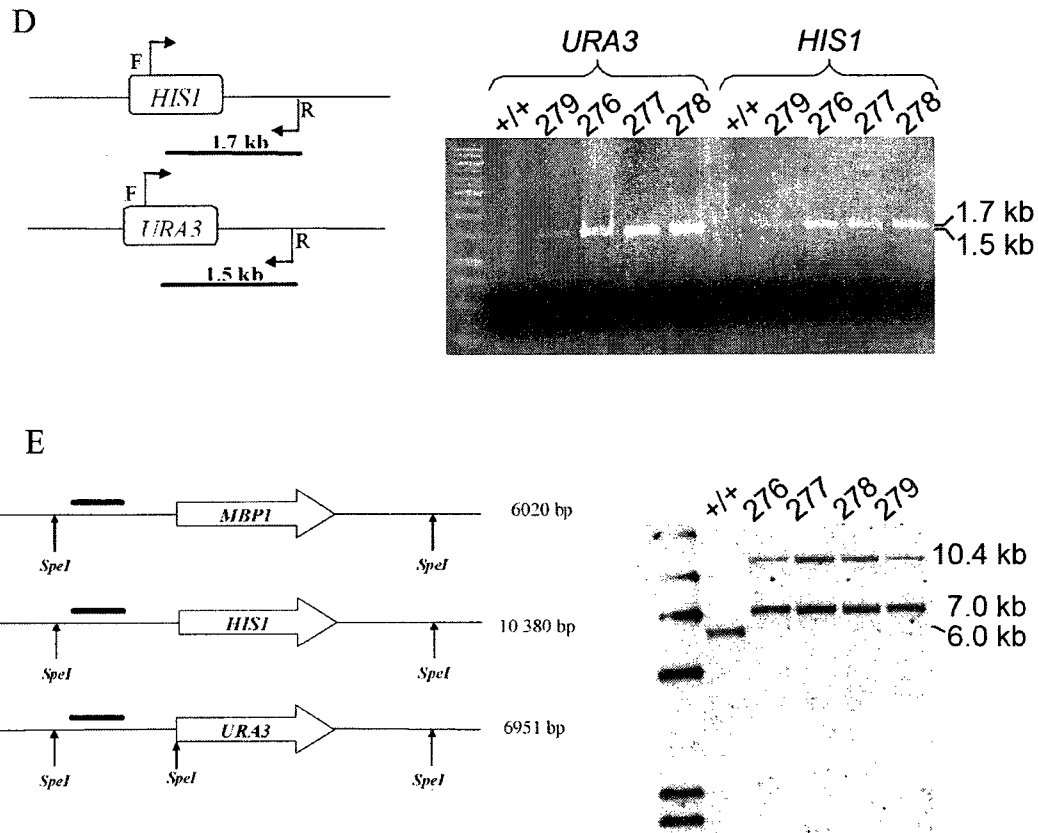 D
F
HIS1
R
1.7 kb
F
URA3
R
1.5 kb
URA3
HIS1
+/+ 279 276 277 278 +/+ 279 276 277 278
1.7 kb
1.5 kb
E
MBP1
6020 bp
SpeI
SpeI
HIS1
10 380 bp
SpeI
SpeI
URA3
6951 bp
SpeI
SpeI
SpeI
+/+ 276 277 278 279
10.4 kb
7.0 kb
6.0 kb